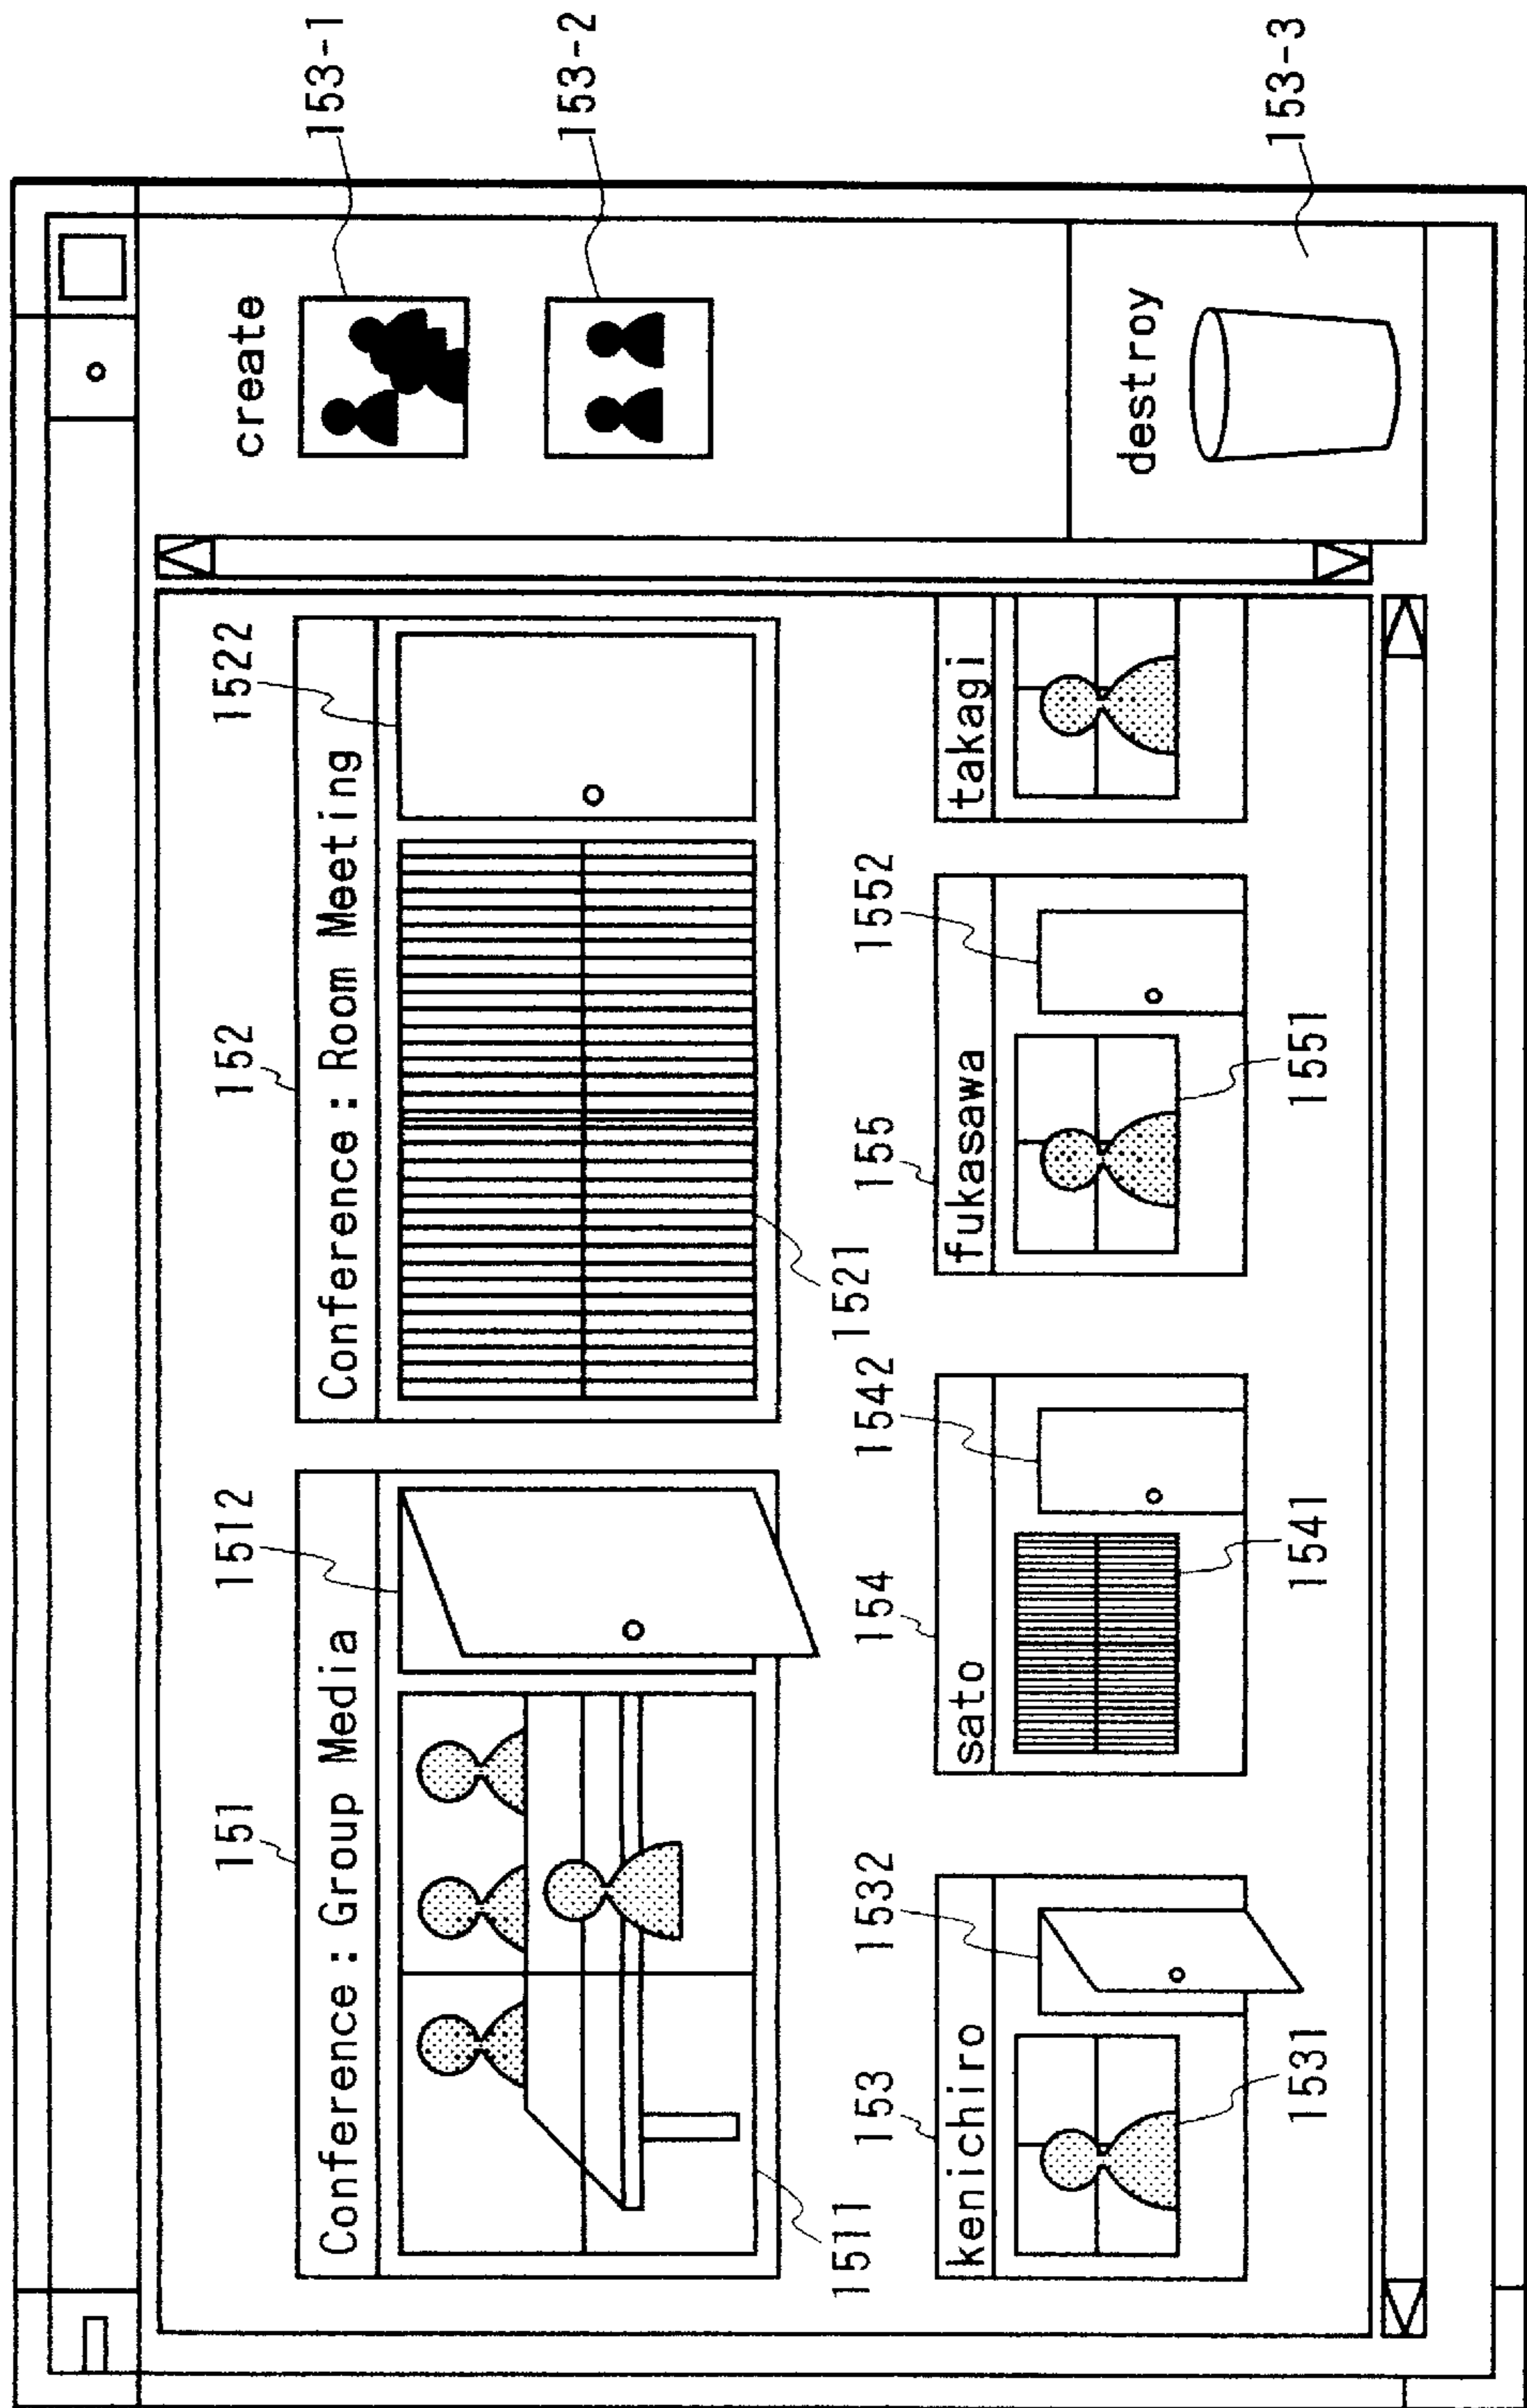 151
1512
152
1522
Conference : Group Media
Conference : Room Meeting
create
153-1
153-2
1511
1521
153
1532
154
1542
155
1552
kenichiro
sato
fukasawa
takagi
destroy
153-3
1531
1541
1551